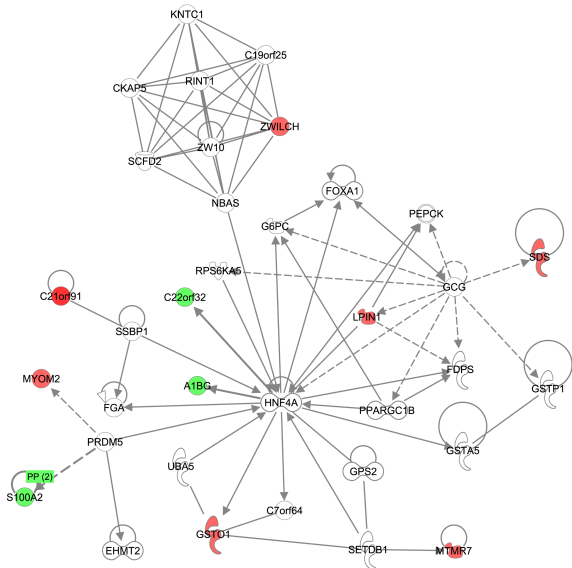 KNTC1
C19orf25
CKAP5
RINT1
ZWILCH
ZW10
SCFD2
NBAS
FOXA1
PEPCK
G6PC
SDS
RPS6KA5
GCG
C21orf91
C22orf32
LPIN1
SSBP1
MYOM2
A1BG
FDPS
GSTP1
FGA
HNF4A
PPARGC1B
PRDM5
GSTA5
UBA5
GPS2
PP (2)
S100A2
C7orf64
GSTO1
EHMT2
SETDB1
MTMR7